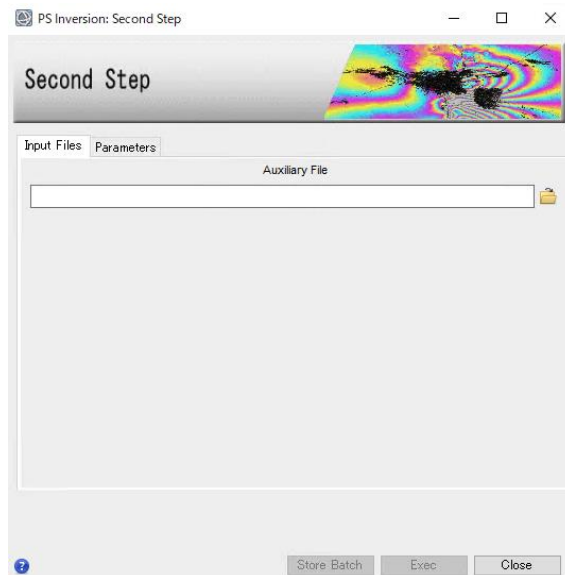 PS Inversion: Second Step
Second Step
Input Files
Parameters
Auxiliary File
Store Batch
Exec
Close